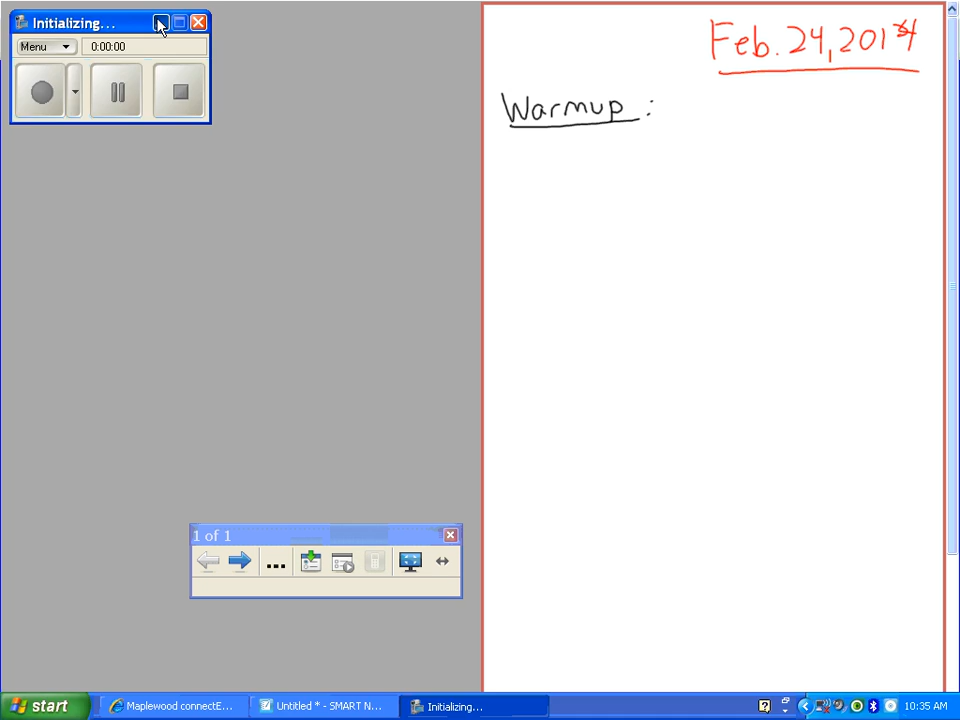 Initializing...
Menu
0:00:00
Feb. 24, 2014
Warmup :
1 of 1
...
start
Maplewood connectE...
Untitled * - SMART N...
Initializing...
10:35 AM